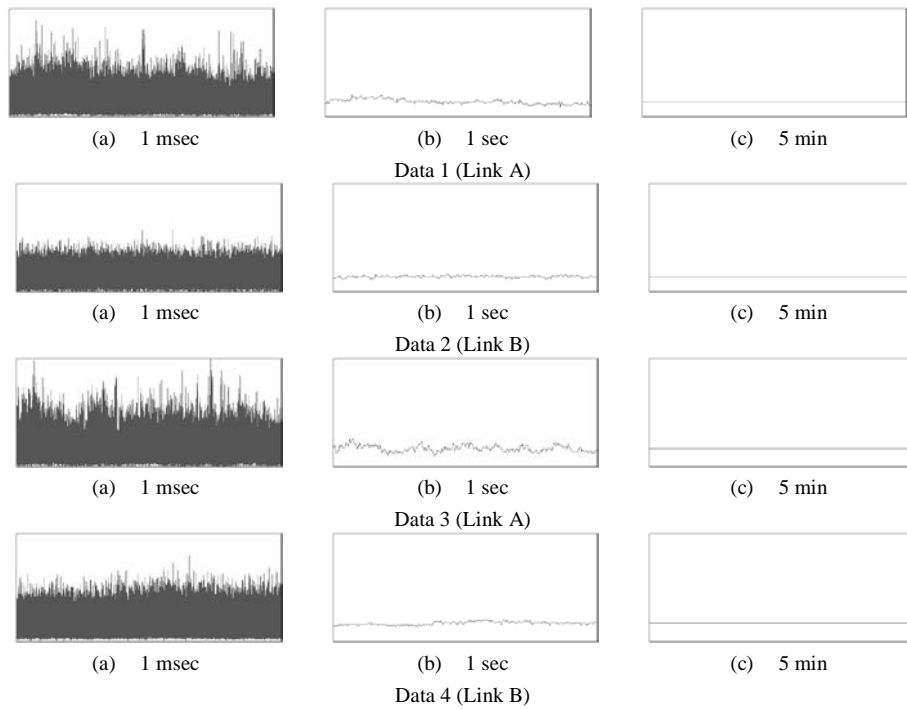 (a) 1 msec (b) 1 sec (c) 5 min
Data 1 (Link A)
(a) 1 msec (b) 1 sec (c) 5 min
Data 2 (Link B)
(a) 1 msec (b) 1 sec (c) 5 min
Data 3 (Link A)
(a) 1 msec (b) 1 sec (c) 5 min
Data 4 (Link B)